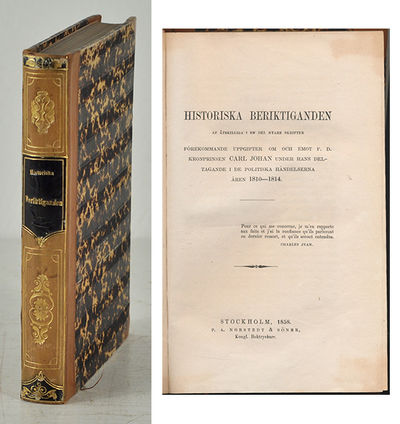 Historiska
Beriktiganden
HISTORISKA BERIKTIGANDEN
AF ÅTSKILLIGA I EN DEL NYARE SKRIFTER
FÖREKOMMANDE UPPGIFTER OM OCH EMOT F. D.
KRONPRINSEN CARL JOHAN UNDER HANS DEL-
TAGANDE I DE POLITISKA HÄNDELSERNA
ÅREN 1810—1814.
Pour ce qui me concerne, je m'en rapporte
aux faits et j'ai la confiance qu'ils parleront
en dernier ressort, et qu'ils seront entendus.
CHARLES JEAN.
STOCKHOLM, 1858.
P. A. NORSTEDT & SÖNER,
Kongl. Boktryckare.